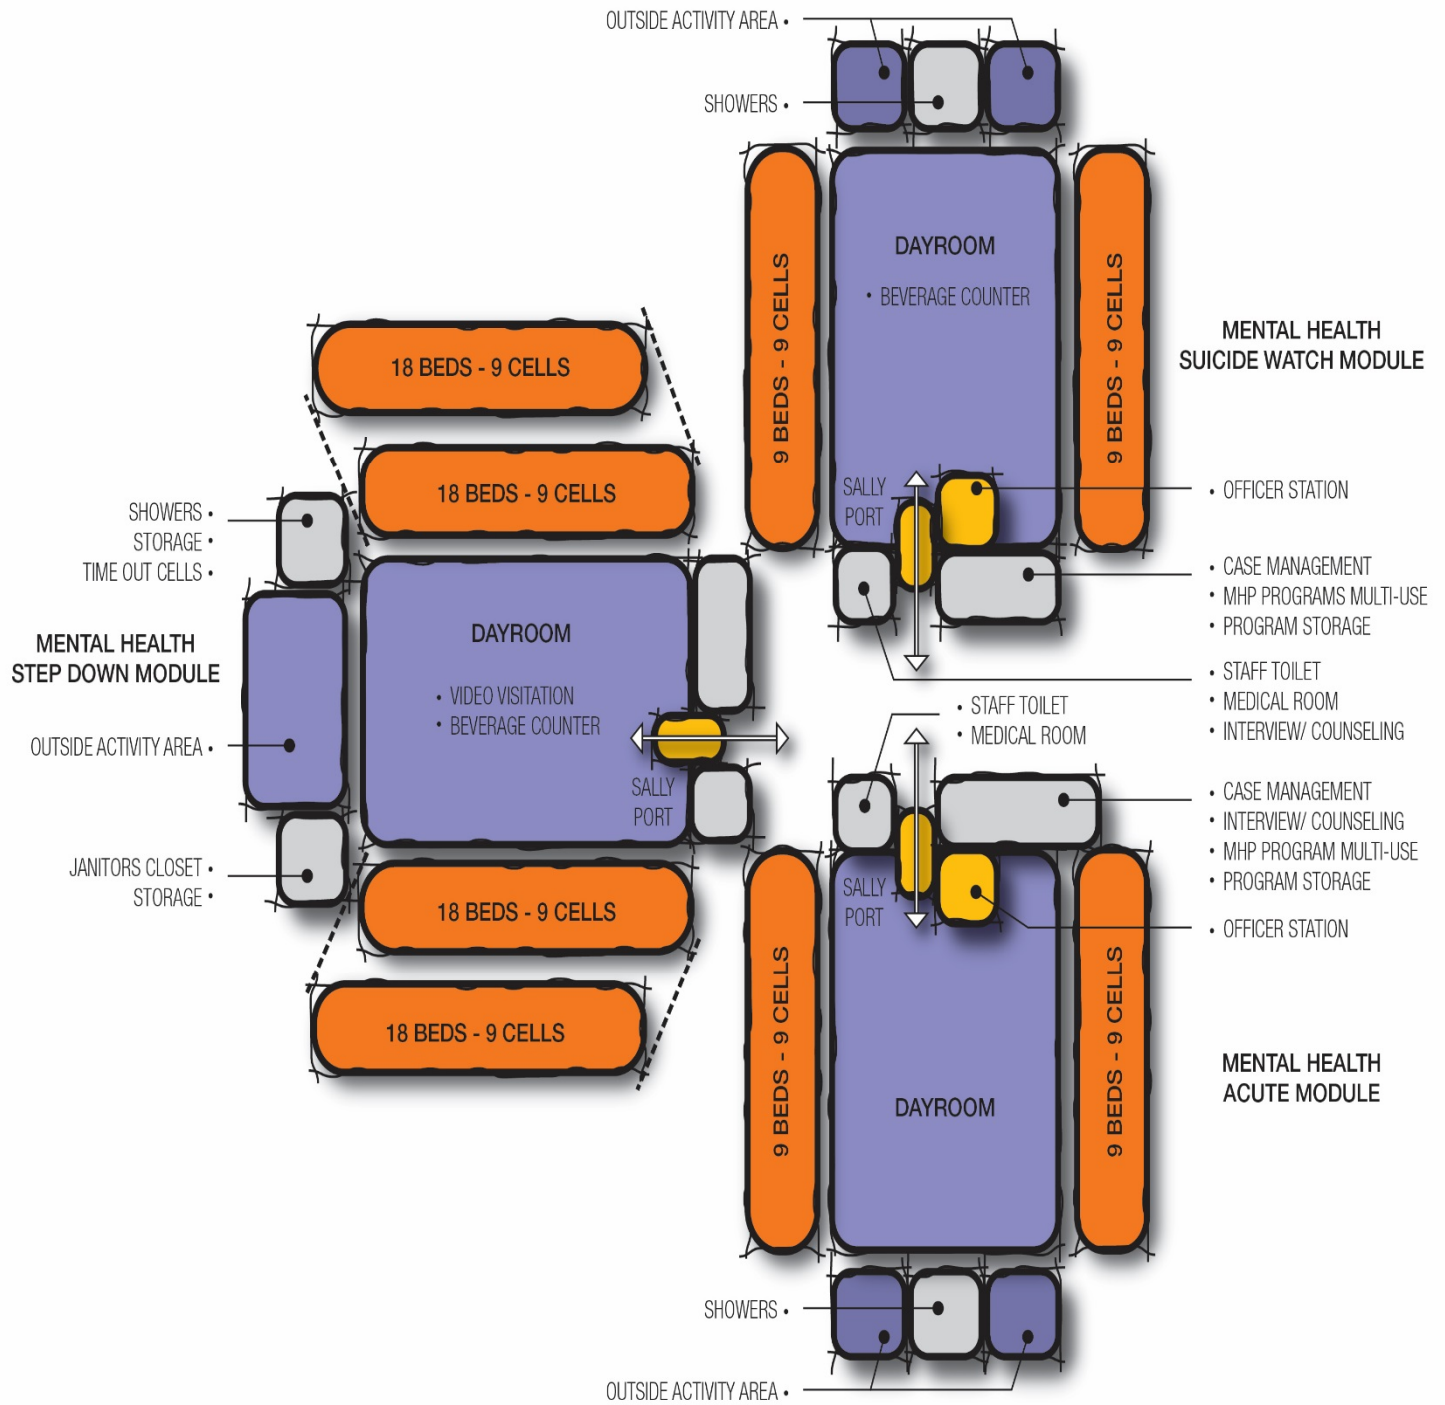 OUTSIDE ACTIVITY AREA •
SHOWERS •
DAYROOM
• BEVERAGE COUNTER
9 BEDS - 9 CELLS
9 BEDS - 9 CELLS
MENTAL HEALTH
SUICIDE WATCH MODULE
SALLY
PORT
• OFFICER STATION
• CASE MANAGEMENT
• MHP PROGRAMS MULTI-USE
• PROGRAM STORAGE
• STAFF TOILET
• MEDICAL ROOM
• INTERVIEW/ COUNSELING
18 BEDS - 9 CELLS
18 BEDS - 9 CELLS
SHOWERS •
STORAGE •
TIME OUT CELLS •
MENTAL HEALTH
STEP DOWN MODULE
OUTSIDE ACTIVITY AREA •
JANITORS CLOSET •
STORAGE •
DAYROOM
• VIDEO VISITATION
• BEVERAGE COUNTER
SALLY
PORT
18 BEDS - 9 CELLS
18 BEDS - 9 CELLS
• STAFF TOILET
• MEDICAL ROOM
• CASE MANAGEMENT
• INTERVIEW/ COUNSELING
• MHP PROGRAM MULTI-USE
• PROGRAM STORAGE
• OFFICER STATION
SALLY
PORT
9 BEDS - 9 CELLS
9 BEDS - 9 CELLS
DAYROOM
MENTAL HEALTH
ACUTE MODULE
SHOWERS •
OUTSIDE ACTIVITY AREA •